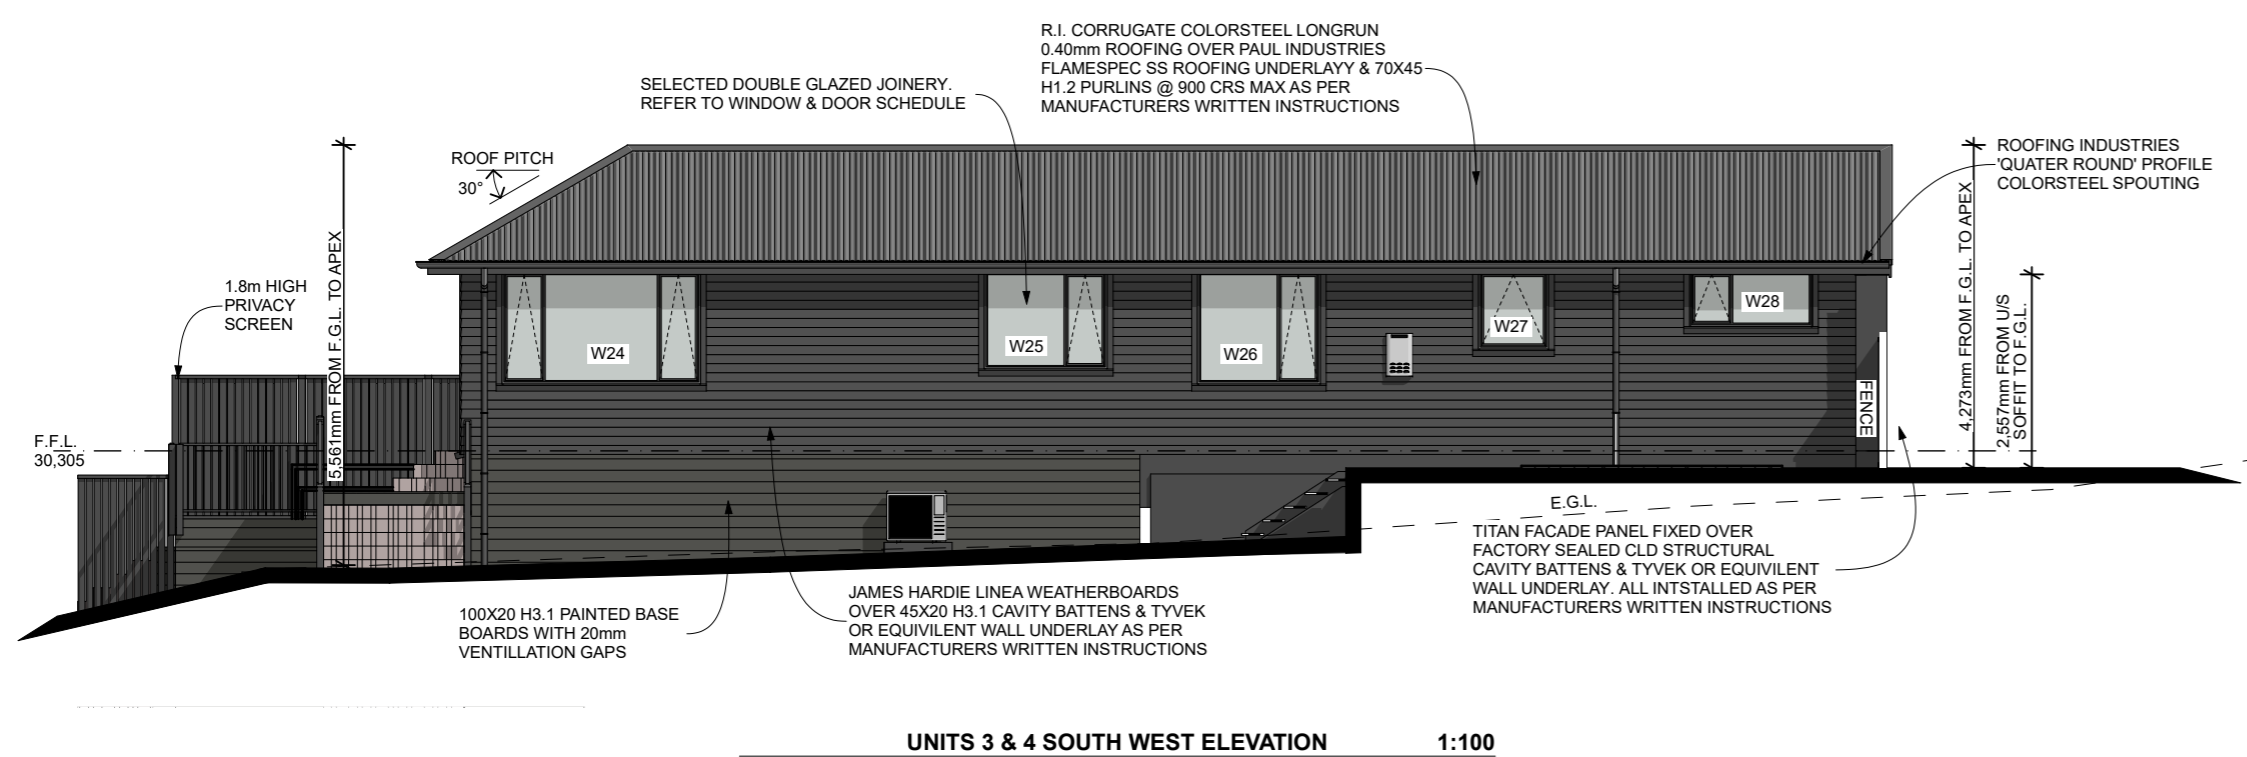 R.I. CORRUGATE COLORSTEEL LONGRUN
0.40mm ROOFING OVER PAUL INDUSTRIES
FLAMESPEC SS ROOFING UNDERLAYY & 70X45
H1.2 PURLINS @ 900 CRS MAX AS PER
MANUFACTURERS WRITTEN INSTRUCTIONS
SELECTED DOUBLE GLAZED JOINERY.
REFER TO WINDOW & DOOR SCHEDULE
ROOF PITCH
30°
ROOFING INDUSTRIES
'QUATER ROUND' PROFILE
COLORSTEEL SPOUTING
1.8m HIGH
PRIVACY
SCREEN
5,561mm FROM F.G.L. TO APEX
4,273mm FROM F.G.L. TO APEX
2,557mm FROM U/S
SOFFIT TO F.G.L.
W24
W25
W26
W27
W28
FENCE
F.F.L.
30,305
E.G.L.
TITAN FACADE PANEL FIXED OVER
FACTORY SEALED CLD STRUCTURAL
CAVITY BATTENS & TYVEK OR EQUIVILENT
WALL UNDERLAY. ALL INTSTALLED AS PER
MANUFACTURERS WRITTEN INSTRUCTIONS
JAMES HARDIE LINEA WEATHERBOARDS
OVER 45X20 H3.1 CAVITY BATTENS & TYVEK
OR EQUIVILENT WALL UNDERLAY AS PER
MANUFACTURERS WRITTEN INSTRUCTIONS
100X20 H3.1 PAINTED BASE
BOARDS WITH 20mm
VENTILLATION GAPS
UNITS 3 & 4 SOUTH WEST ELEVATION 1:100